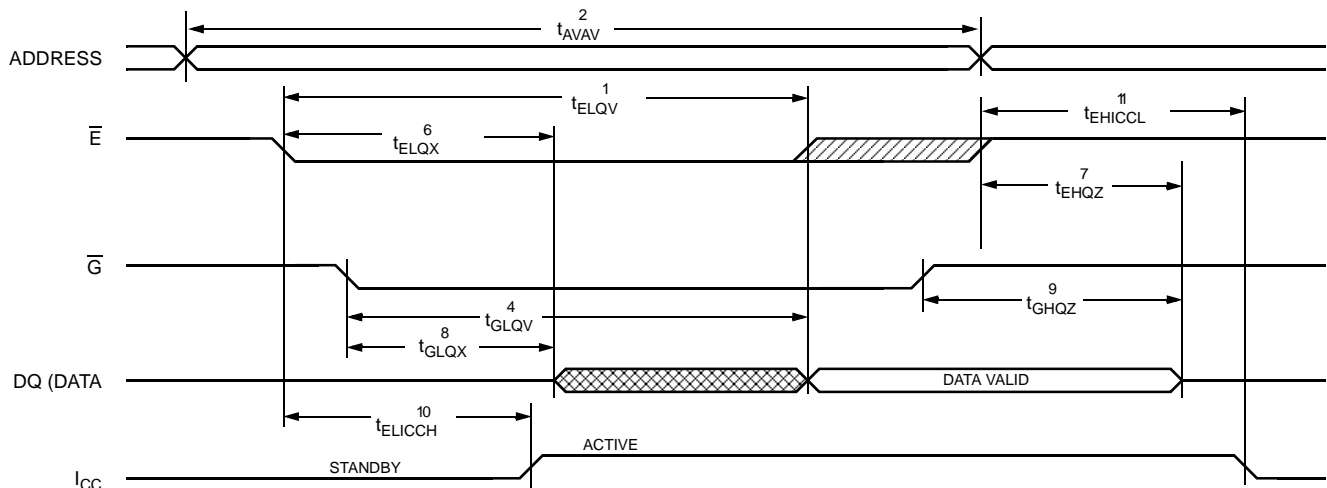 2
tAVAV
ADDRESS
1
tELQV
11
tEHICCL
E
6
tELQX
7
tEHQZ
G
9
tGHQZ
4
tGLQV
8
tGLQX
DQ (DATA
DATA VALID
10
tELICCH
ACTIVE
STANDBY
ICC